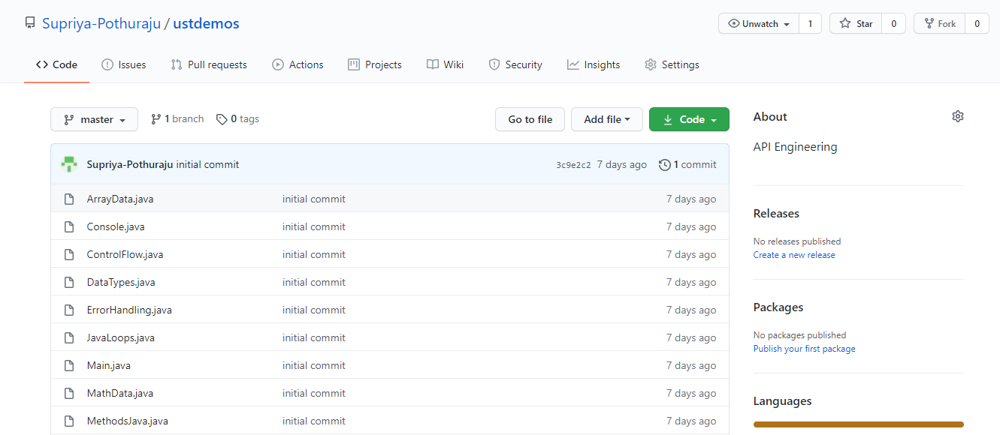 Supriya-Pothuraju / ustdemos
Unwatch 1 Star 0 Fork 0
Code Issues Pull requests Actions Projects Wiki Security Insights Settings
master 1 branch 0 tags Go to file Add file Code
Supriya-Pothuraju initial commit 3c9e2c2 7 days ago 1 commit
ArrayData.java initial commit 7 days ago
Console.java initial commit 7 days ago
ControlFlow.java initial commit 7 days ago
DataTypes.java initial commit 7 days ago
ErrorHandling.java initial commit 7 days ago
JavaLoops.java initial commit 7 days ago
Main.java initial commit 7 days ago
MathData.java initial commit 7 days ago
MethodsJava.java initial commit 7 days ago
About
API Engineering
Releases
No releases published
Create a new release
Packages
No packages published
Publish your first package
Languages